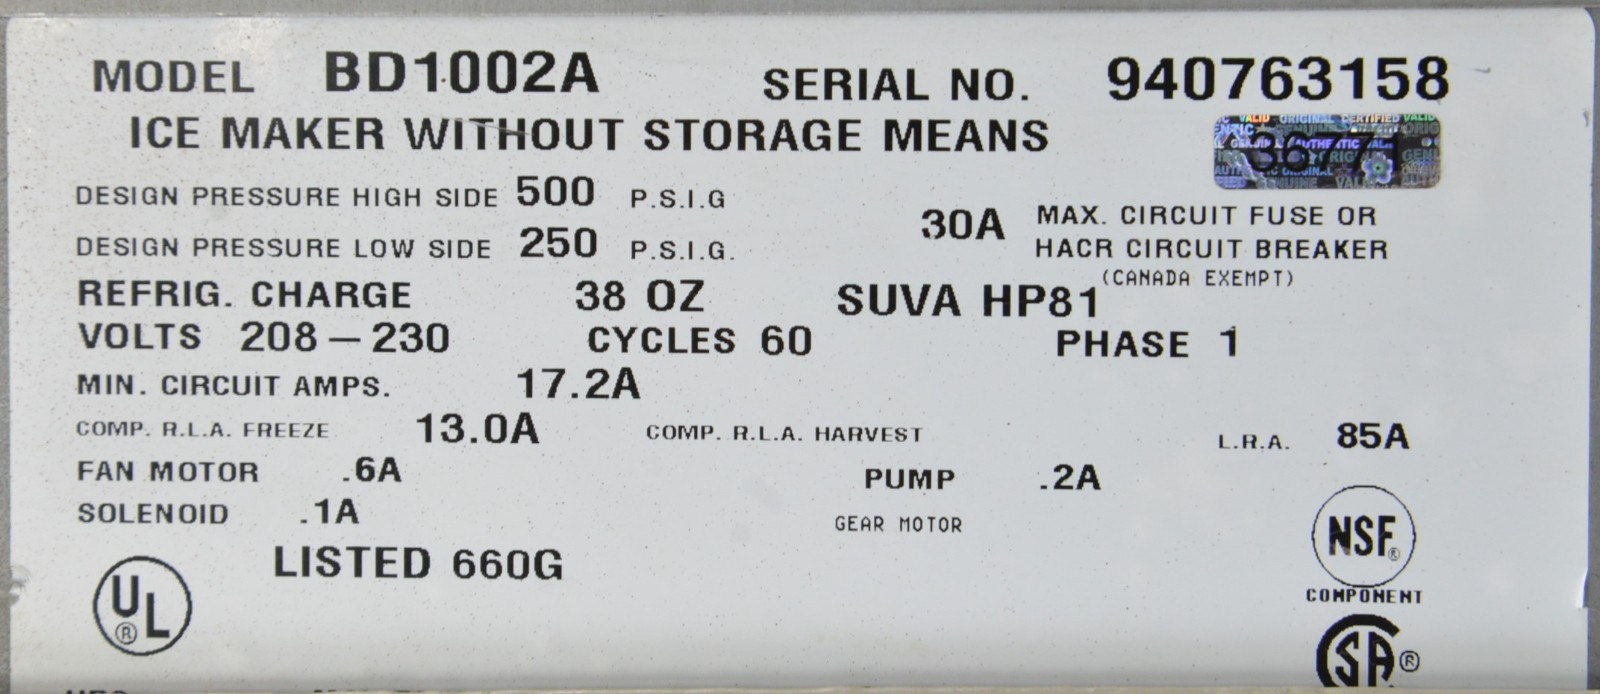 MODEL BD1002A SERIAL NO. 940763158
ICE MAKER WITHOUT STORAGE MEANS
DESIGN PRESSURE HIGH SIDE 500 P.S.I.G
DESIGN PRESSURE LOW SIDE 250 P.S.I.G.
30A MAX. CIRCUIT FUSE OR
HACR CIRCUIT BREAKER
(CANADA EXEMPT)
REFRIG. CHARGE 38 OZ SUVA HP81
VOLTS 208-230 CYCLES 60 PHASE 1
MIN. CIRCUIT AMPS. 17.2A
COMP. R.L.A. FREEZE 13.0A COMP. R.L.A. HARVEST L.R.A. 85A
FAN MOTOR .6A PUMP .2A
SOLENOID .1A GEAR MOTOR
LISTED 660G
UL®
NSF®
COMPONENT
SA®